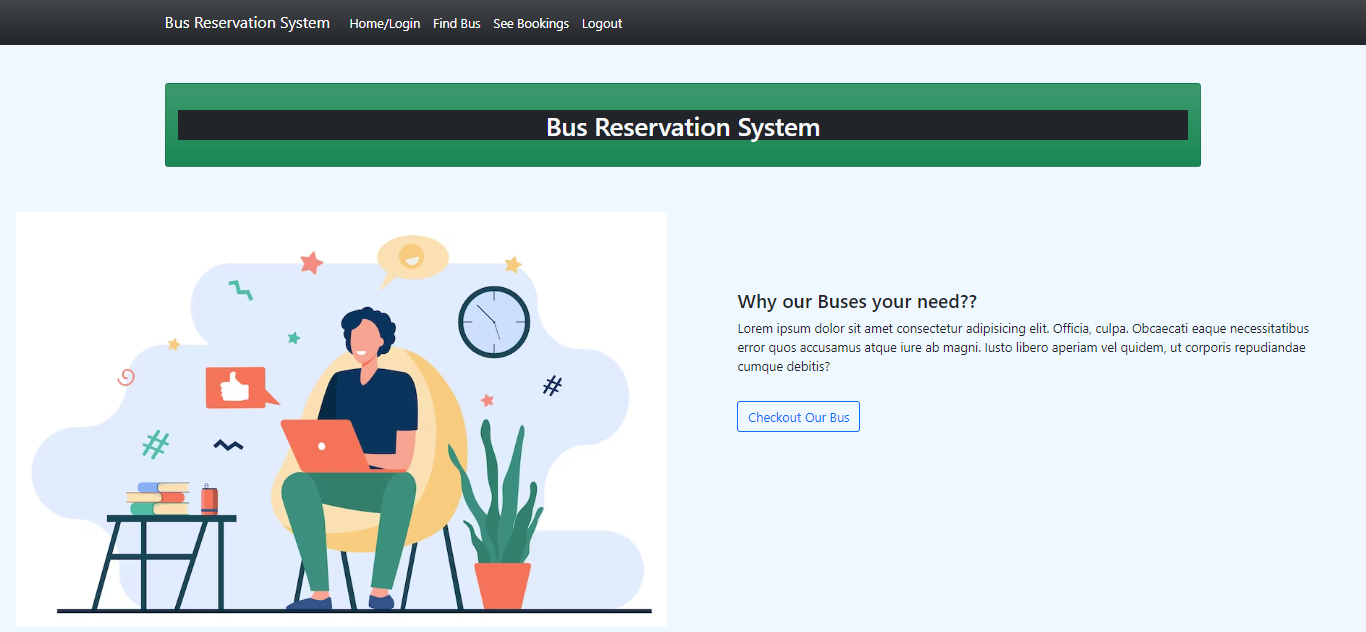 Bus Reservation System Home/Login Find Bus See Bookings Logout
Bus Reservation System
Why our Buses your need??
Lorem ipsum dolor sit amet consectetur adipisicing elit. Officia, culpa. Obcaecati eaque necessitatibus
error quos accusamus atque iure ab magni. Iusto libero aperiam vel quidem, ut corporis repudiandae
cumque debitis?
Checkout Our Bus